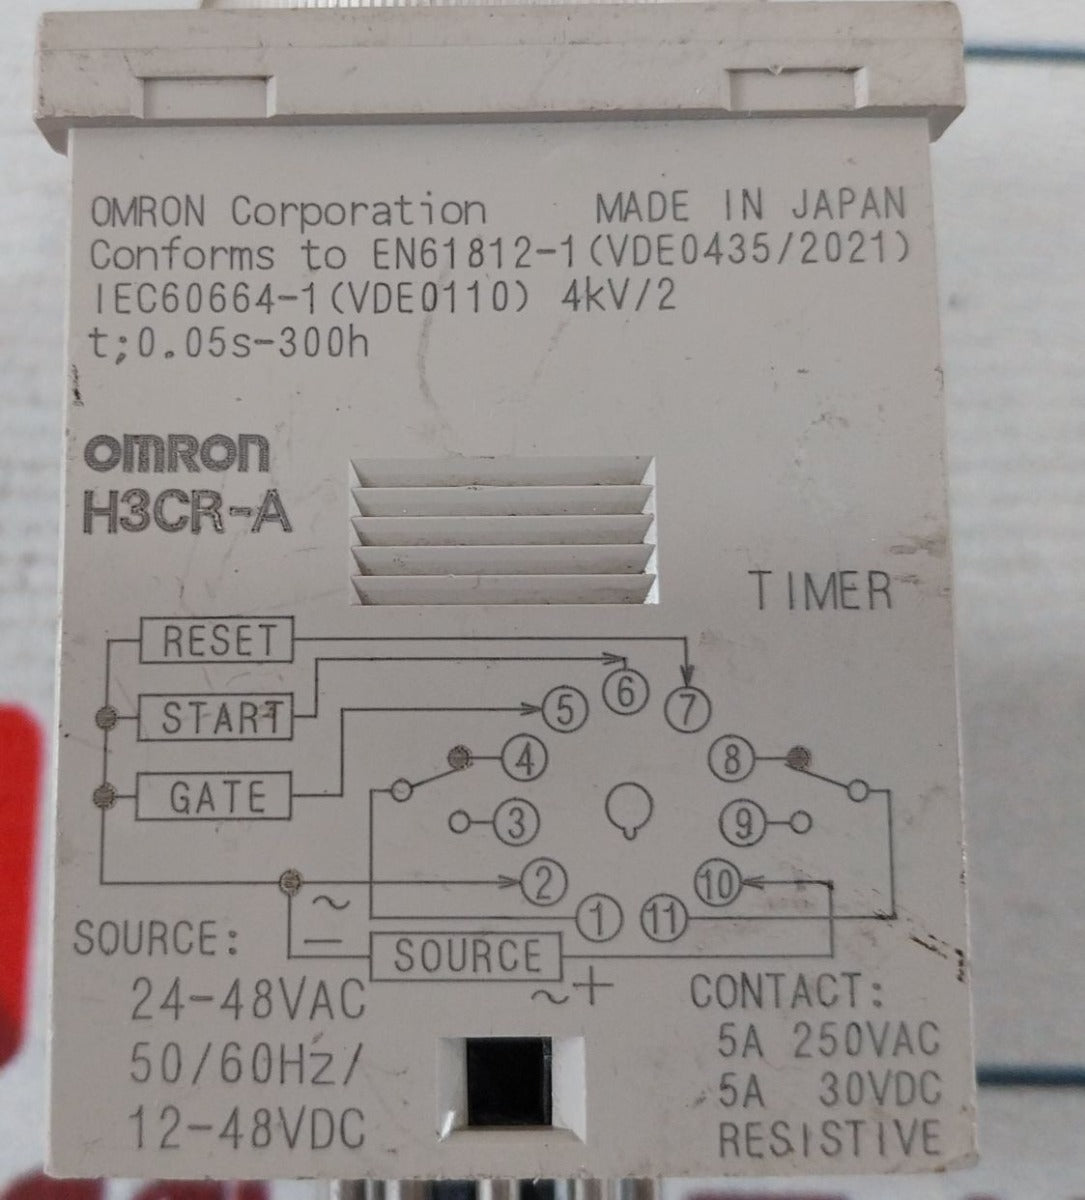 OMRON Corporation MADE IN JAPAN
Conforms to EN61812-1(VDE0435/2021)
IEC60664-1(VDE0110) 4kV/2
t;0.05s-300h
OMRON
H3CR-A
TIMER
RESET
START
GATE
6
5 7
4 8
3 9
2 10
1 11
~
−
SOURCE
~+
SOURCE:
24-48VAC
50/60Hz/
12-48VDC
CONTACT:
5A 250VAC
5A 30VDC
RESISTIVE